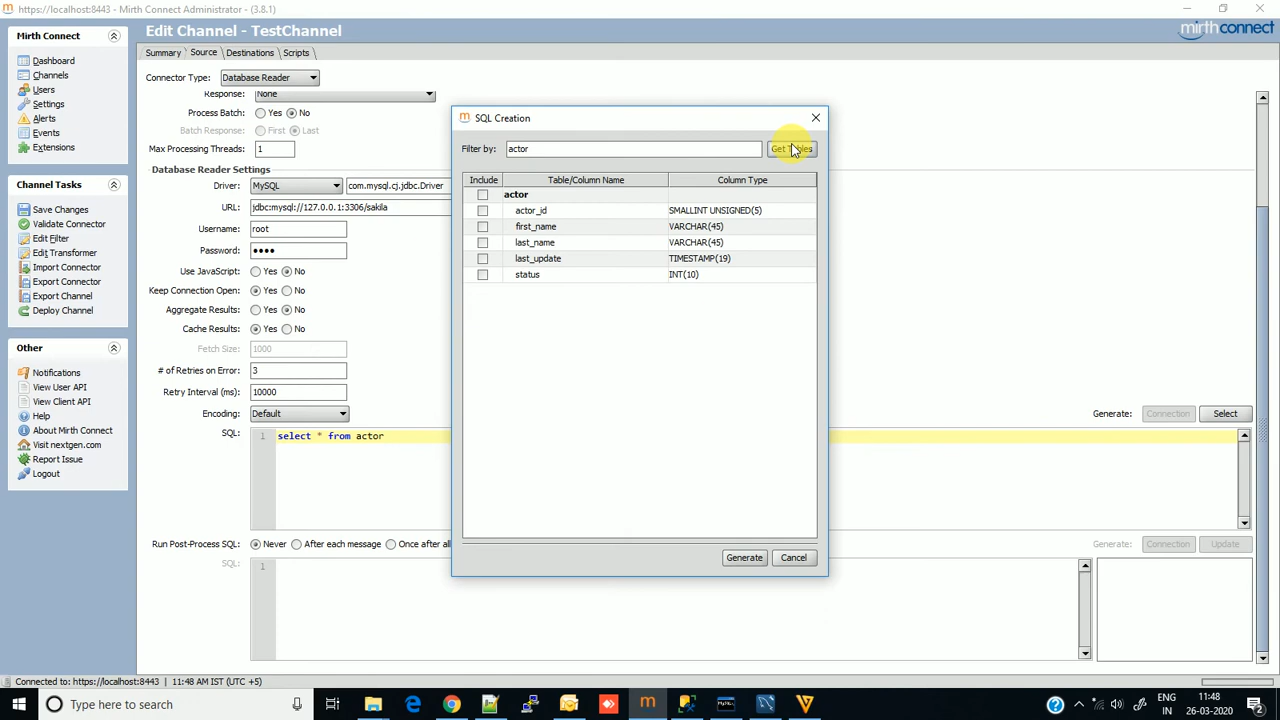 https://localhost:8443 - Mirth Connect Administrator - (3.8.1)
Mirth Connect
Dashboard
Channels
Users
Settings
Alerts
Events
Extensions
Channel Tasks
Save Changes
Validate Connector
Edit Filter
Edit Transformer
Import Connector
Export Connector
Export Channel
Deploy Channel
Other
Notifications
View User API
View Client API
Help
About Mirth Connect
Visit nextgen.com
Report Issue
Logout
Edit Channel - TestChannel
mirthconnect
Summary Source Destinations Scripts
Connector Type: Database Reader
Response: None
Process Batch: Yes No
Batch Response: First Last
Max Processing Threads: 1
Database Reader Settings
Driver: MySQL com.mysql.cj.jdbc.Driver
URL: jdbc:mysql://127.0.0.1:3306/sakila
Username: root
Password: ●●●●
Use JavaScript: Yes No
Keep Connection Open: Yes No
Aggregate Results: Yes No
Cache Results: Yes No
Fetch Size: 1000
# of Retries on Error: 3
Retry Interval (ms): 10000
Encoding: Default
Generate: Connection Select
SQL: 1 select * from actor
Run Post-Process SQL: Never After each message Once after all
Generate: Connection Update
SQL: 1
SQL Creation
Filter by: actor Get Tables
Include Table/Column Name Column Type
actor
actor_id SMALLINT UNSIGNED(5)
first_name VARCHAR(45)
last_name VARCHAR(45)
last_update TIMESTAMP(19)
status INT(10)
Generate Cancel
Connected to: https://localhost:8443 | 11:48 AM IST (UTC +5)
Type here to search
ENG
IN
11:48
26-03-2020
2